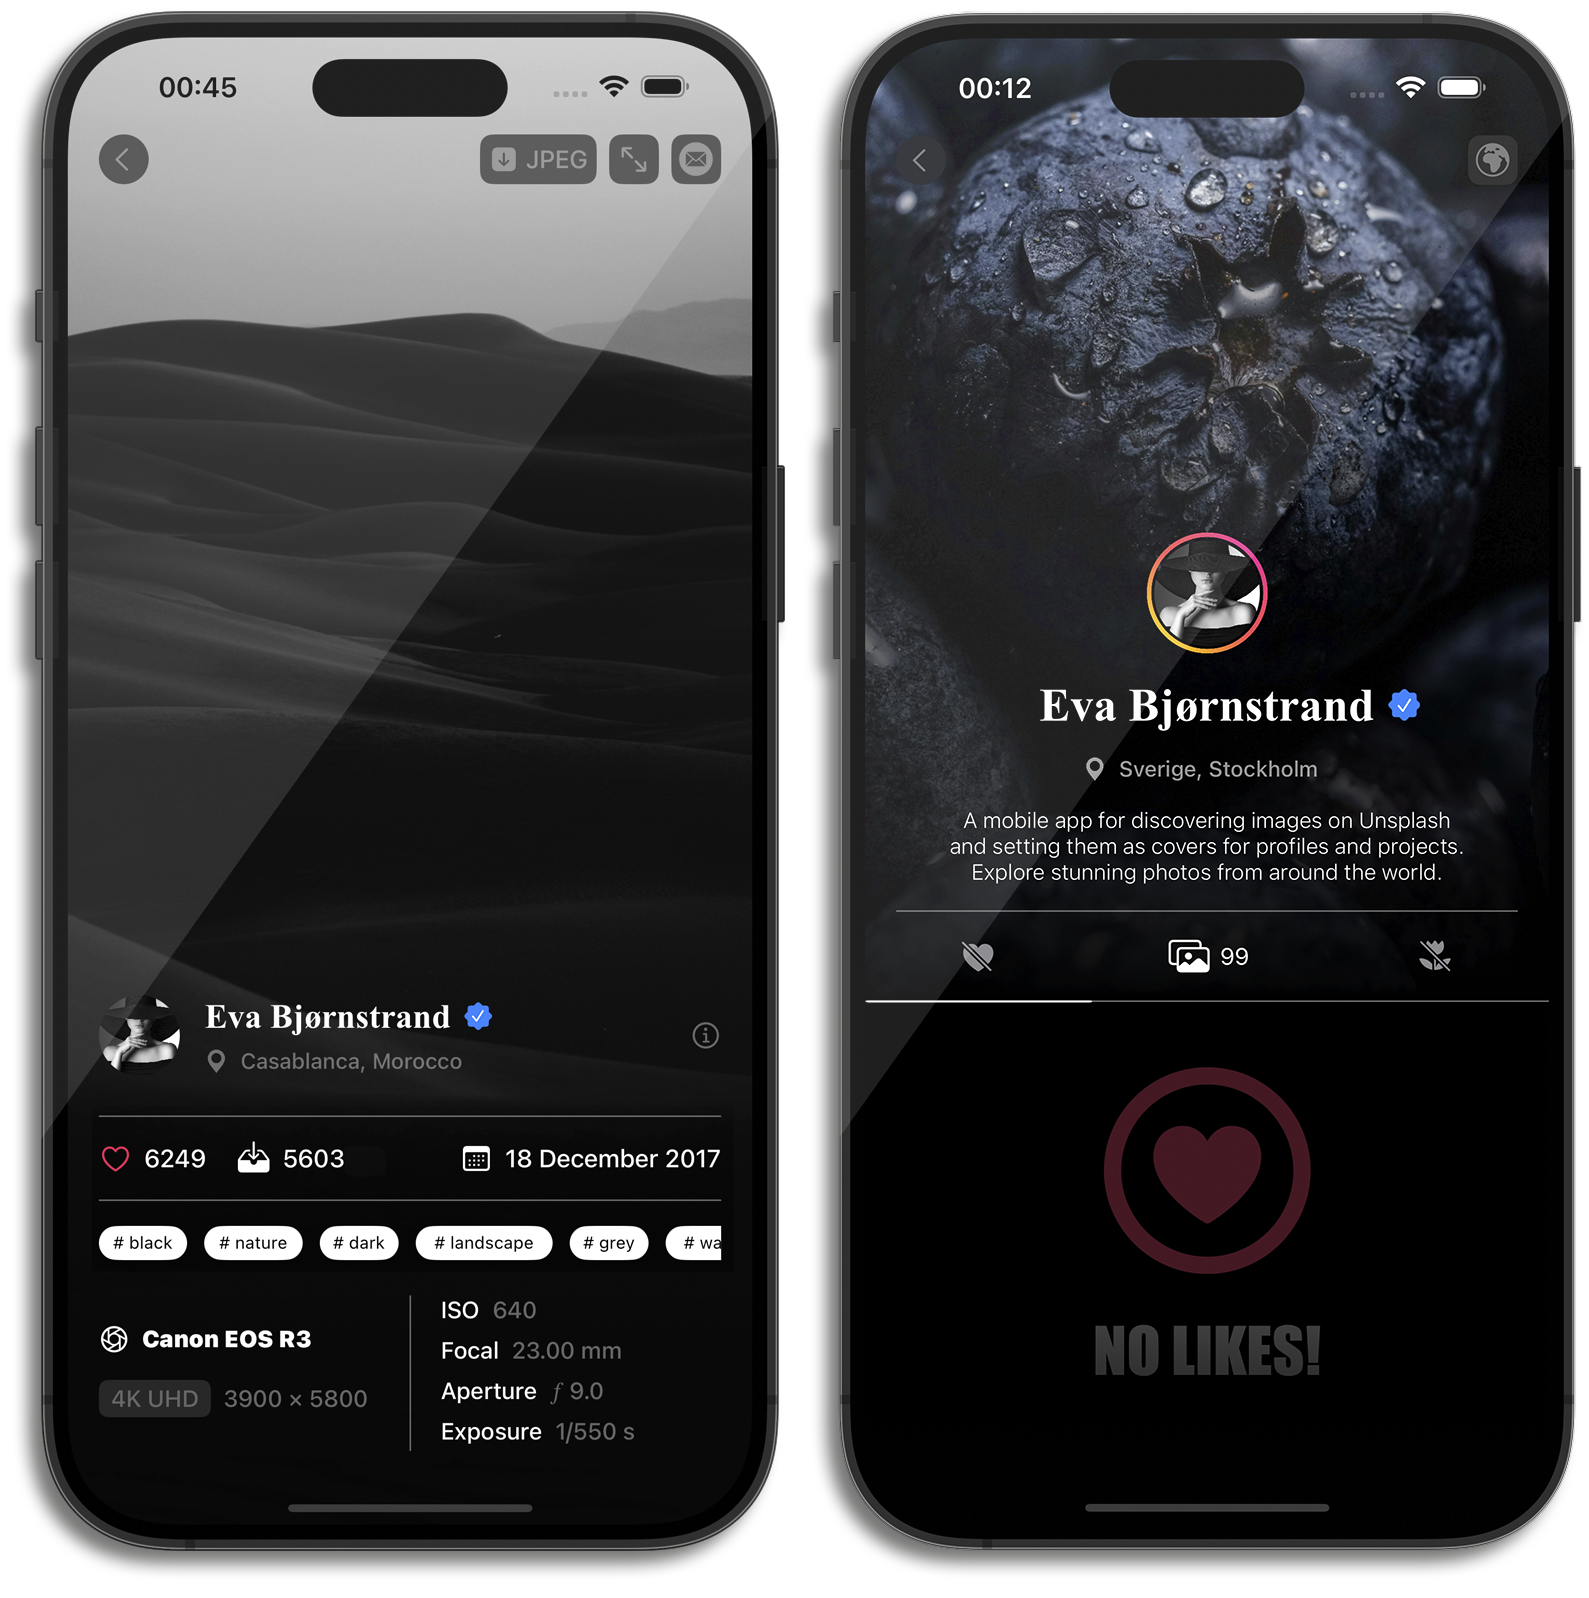 00:45
JPEG
Eva Bjørnstrand
Casablanca, Morocco
6249 5603 18 December 2017
# black # nature # dark # landscape # grey # wa
Canon EOS R3
4K UHD 3900 × 5800
ISO 640
Focal 23.00 mm
Aperture ƒ 9.0
Exposure 1/550 s
00:12
Eva Bjørnstrand
Sverige, Stockholm
A mobile app for discovering images on Unsplash
and setting them as covers for profiles and projects.
Explore stunning photos from around the world.
99
NO LIKES!